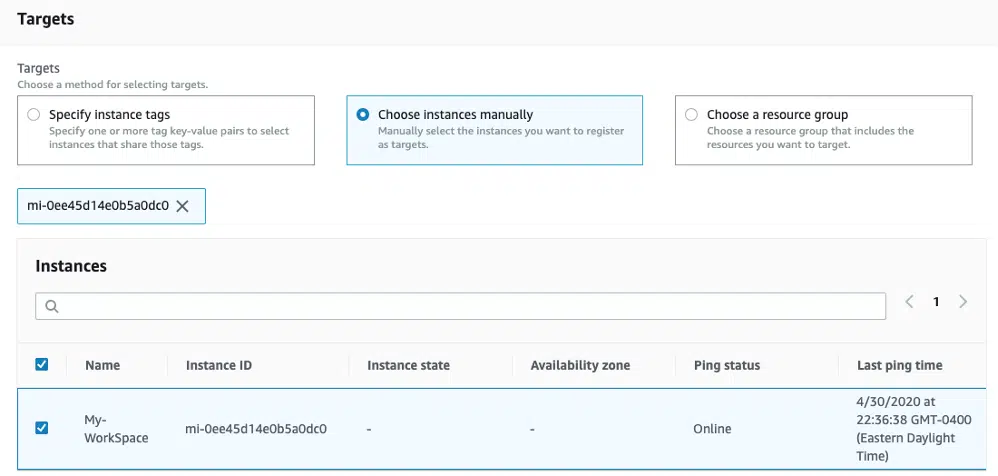 Targets
Targets
Choose a method for selecting targets.
Specify instance tags
Specify one or more tag key-value pairs to select
instances that share those tags.
Choose instances manually
Manually select the instances you want to register
as targets.
Choose a resource group
Choose a resource group that includes the
resources you want to target.
mi-0ee45d14e0b5a0dc0
Instances
1
Name Instance ID Instance state Availability zone Ping status Last ping time
My-
WorkSpace
mi-0ee45d14e0b5a0dc0
-
-
Online
4/30/2020 at
22:36:38 GMT-0400
(Eastern Daylight
Time)